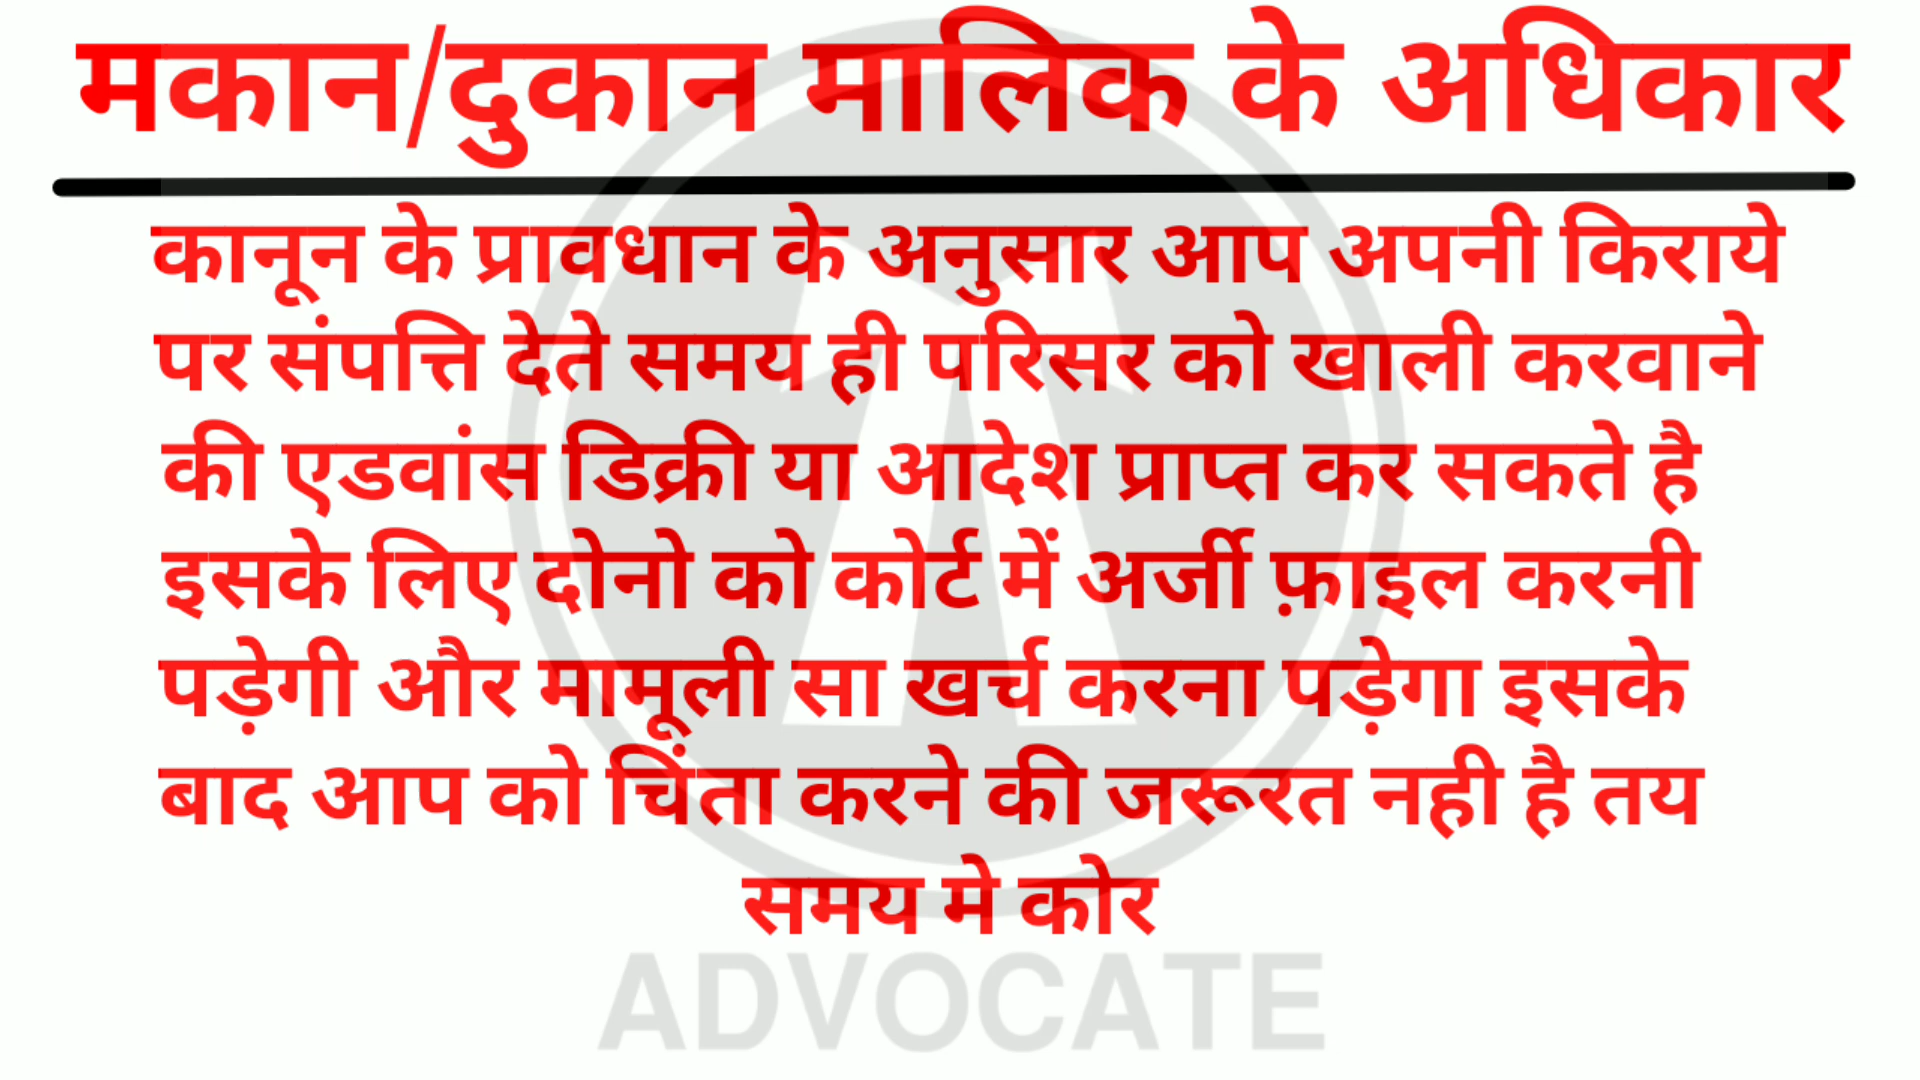 मकान/दुकान मालिक के अधिकार
कानून के प्रावधान के अनुसार आप अपनी किराये
पर संपत्ति देते समय ही परिसर को खाली करवाने
की एडवांस डिक्री या आदेश प्राप्त कर सकते है
इसके लिए दोनो को कोर्ट में अर्जी फ़ाइल करनी
पड़ेगी और मामूली सा खर्च करना पड़ेगा इसके
बाद आप को चिंता करने की जरूरत नही है तय
समय मे कोर
ADVOCATE